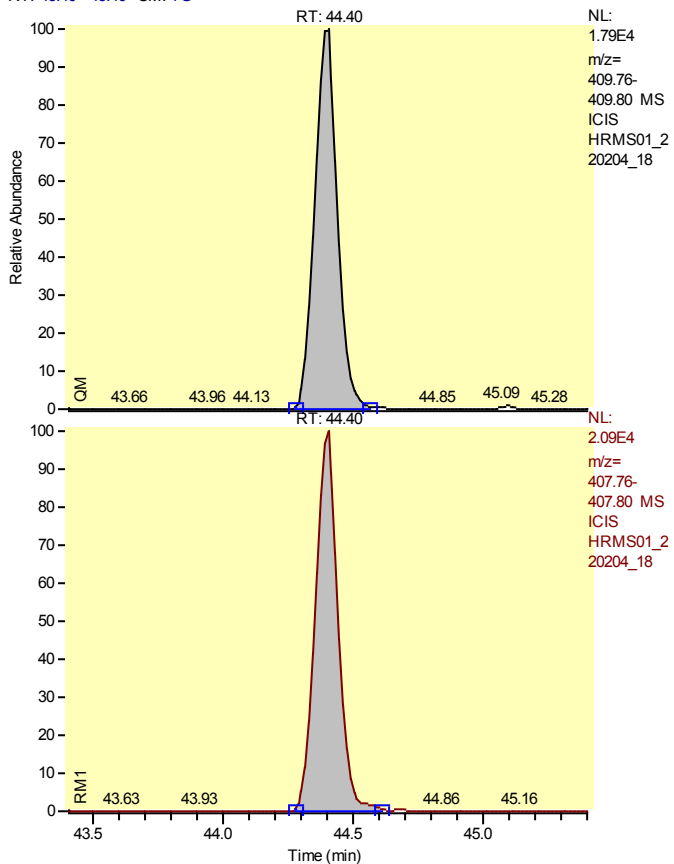 RT: 44.40
NL:
1.79E4
m/z=
409.76-
409.80 MS
ICIS
HRMS01_2
20204_18
100
90
80
70
60
50
40
30
20
10
0
Relative Abundance
QM
43.66 43.96 44.13 44.85 45.09 45.28
RT: 44.40
NL:
2.09E4
m/z=
407.76-
407.80 MS
ICIS
HRMS01_2
20204_18
100
90
80
70
60
50
40
30
20
10
0
RM1
43.63 43.93 44.86 45.16
43.5 44.0 44.5 45.0
Time (min)